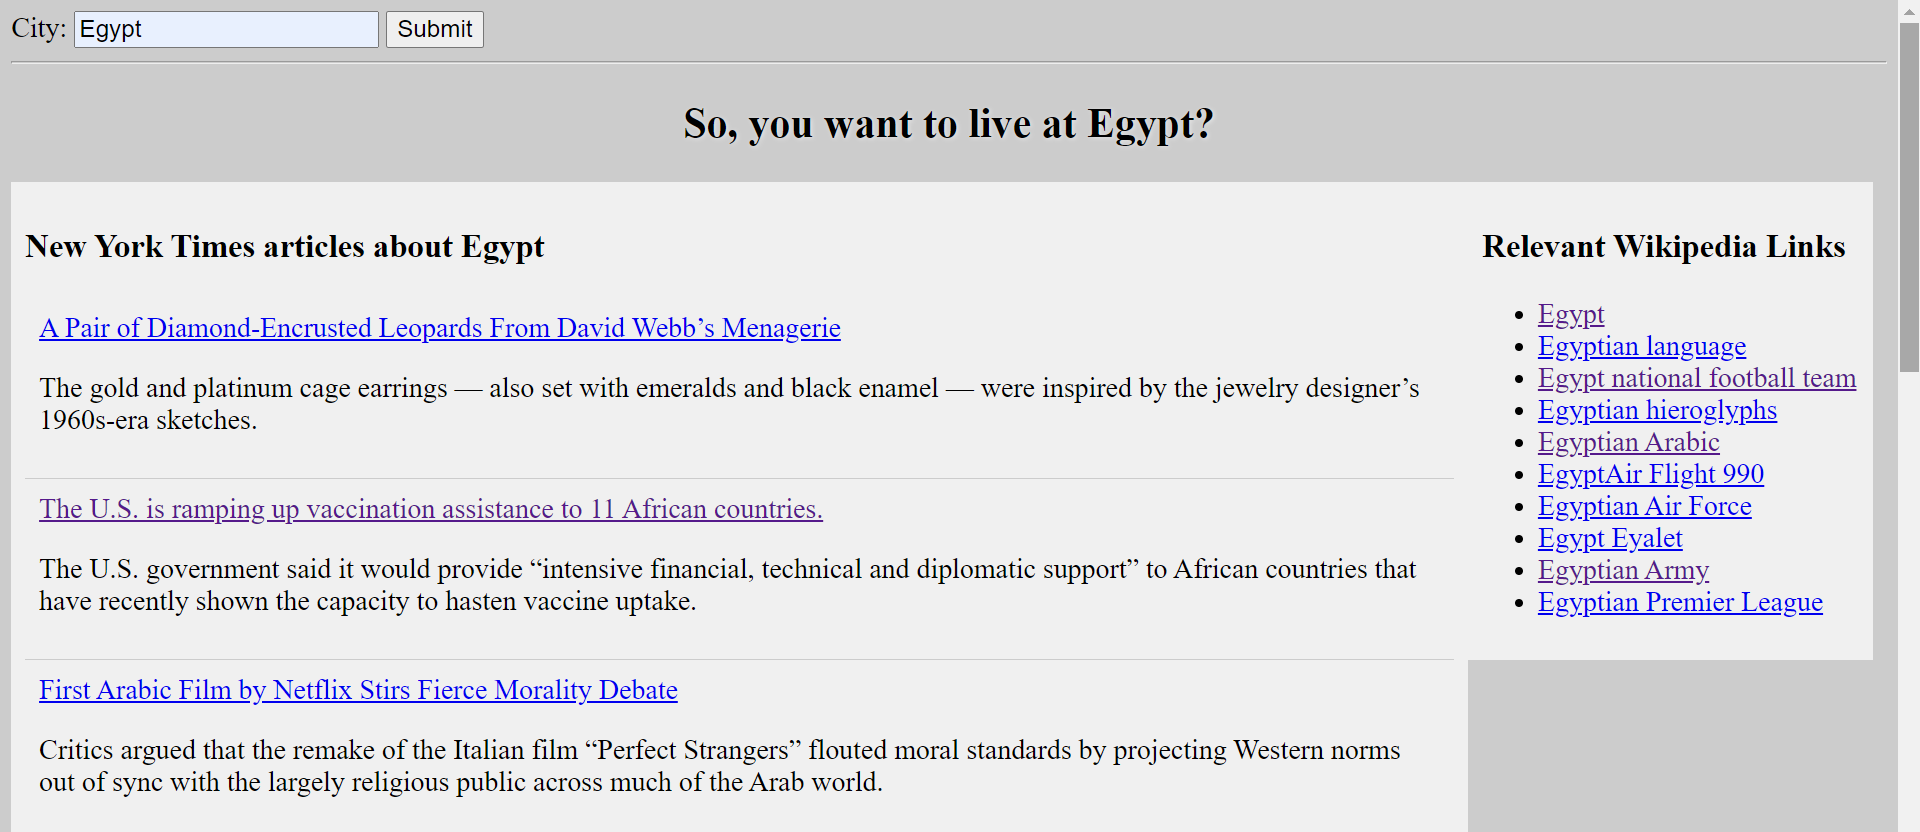 City: Egypt Submit
So, you want to live at Egypt?
New York Times articles about Egypt
A Pair of Diamond-Encrusted Leopards From David Webb’s Menagerie
The gold and platinum cage earrings — also set with emeralds and black enamel — were inspired by the jewelry designer’s
1960s-era sketches.
The U.S. is ramping up vaccination assistance to 11 African countries.
The U.S. government said it would provide “intensive financial, technical and diplomatic support” to African countries that
have recently shown the capacity to hasten vaccine uptake.
First Arabic Film by Netflix Stirs Fierce Morality Debate
Critics argued that the remake of the Italian film “Perfect Strangers” flouted moral standards by projecting Western norms
out of sync with the largely religious public across much of the Arab world.
Relevant Wikipedia Links
Egypt
Egyptian language
Egypt national football team
Egyptian hieroglyphs
Egyptian Arabic
EgyptAir Flight 990
Egyptian Air Force
Egypt Eyalet
Egyptian Army
Egyptian Premier League